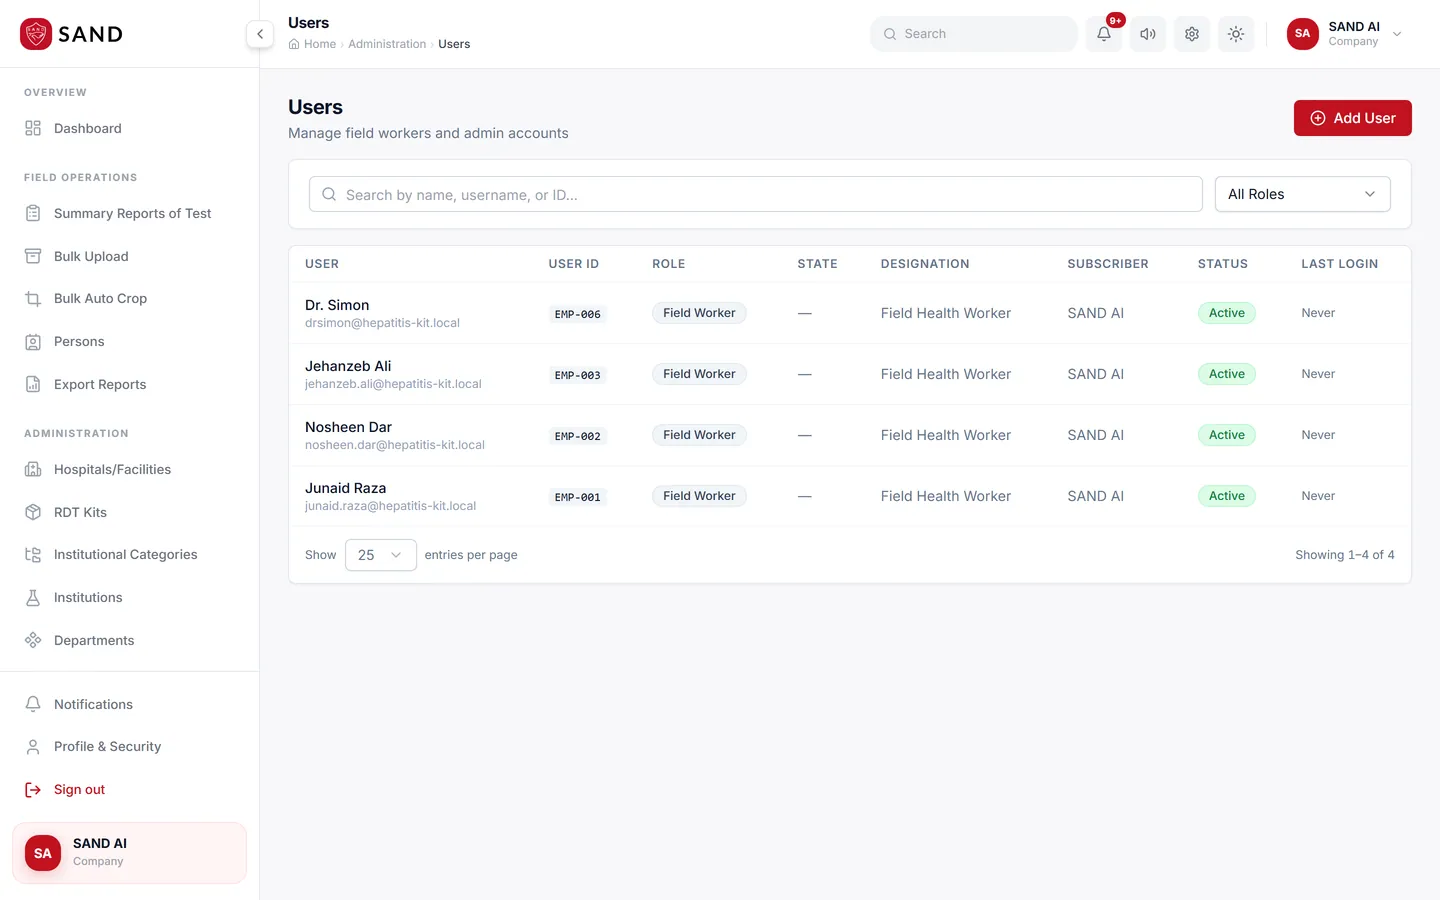 SAND
OVERVIEW
Dashboard
FIELD OPERATIONS
Summary Reports of Test
Bulk Upload
Bulk Auto Crop
Persons
Export Reports
ADMINISTRATION
Hospitals/Facilities
RDT Kits
Institutional Categories
Institutions
Departments
Notifications
Profile & Security
Sign out
SA
SAND AI
Company
Users
Home › Administration › Users
Search
9+
SA
SAND AI
Company
Users
Manage field workers and admin accounts
Add User
Search by name, username, or ID...
All Roles
USER USER ID ROLE STATE DESIGNATION SUBSCRIBER STATUS LAST LOGIN
Dr. Simon
drsimon@hepatitis-kit.local
EMP-006 Field Worker — Field Health Worker SAND AI Active Never
Jehanzeb Ali
jehanzeb.ali@hepatitis-kit.local
EMP-003 Field Worker — Field Health Worker SAND AI Active Never
Nosheen Dar
nosheen.dar@hepatitis-kit.local
EMP-002 Field Worker — Field Health Worker SAND AI Active Never
Junaid Raza
junaid.raza@hepatitis-kit.local
EMP-001 Field Worker — Field Health Worker SAND AI Active Never
Show 25 entries per page
Showing 1–4 of 4